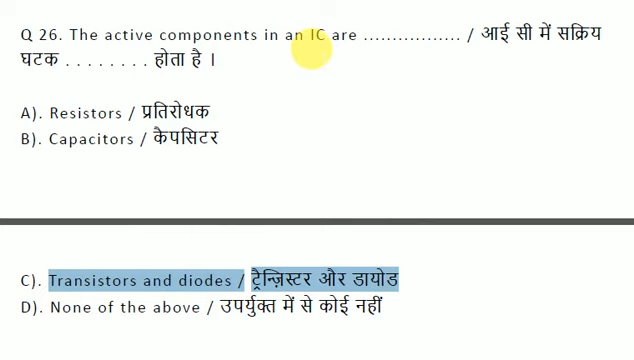 Q 26. The active components in an IC are ................. / आई सी में सक्रिय
घटक . . . . . . . . होता है ।
A). Resistors / प्रतिरोधक
B). Capacitors / कैपसिटर
C). Transistors and diodes / ट्रैन्ज़िस्टर और डायोड
D). None of the above / उपर्युक्त में से कोई नहीं